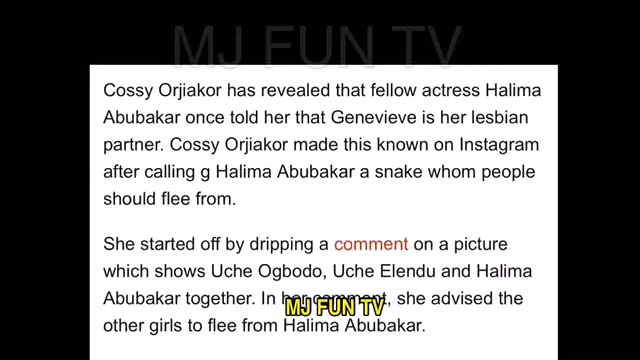 MJ FUN TV
Cossy Orjiakor has revealed that fellow actress Halima
Abubakar once told her that Genevieve is her lesbian
partner. Cossy Orjiakor made this known on Instagram
after calling g Halima Abubakar a snake whom people
should flee from.
She started off by dripping a comment on a picture
which shows Uche Ogbodo, Uche Elendu and Halima
Abubakar together. In her comment, she advised the
MJ FUN TV
other girls to flee from Halima Abubakar.